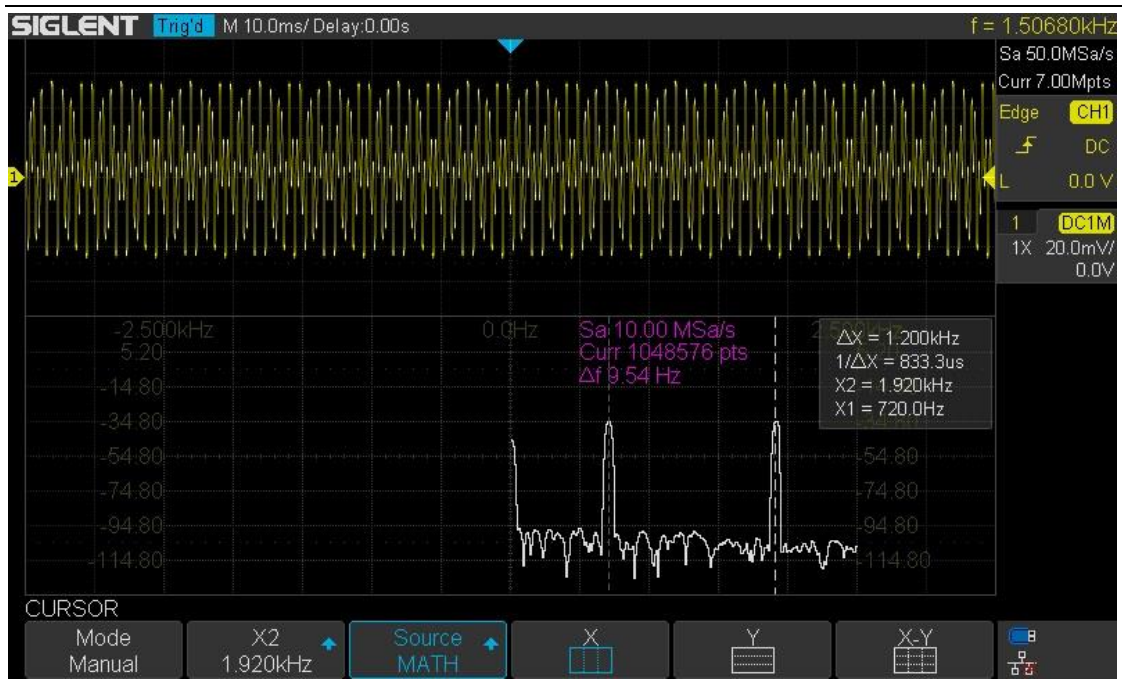 SIGLENT Trig'd M 10.0ms/ Delay:0.00s f = 1.50680kHz
Sa 50.0MSa/s
Curr 7.00Mpts
Edge CH1
DC
L 0.0 V
1 DC1M
1X 20.0mV/
0.0V
1
-2.500kHz 0.0Hz
Sa 10.00 MSa/s
Curr 1048576 pts
Δf 9.54 Hz
5.20
-14.80
-34.80
-54.80 -54.80
-74.80 -74.80
-94.80 -94.80
-114.80 -114.80
ΔX = 1.200kHz
1/ΔX = 833.3us
X2 = 1.920kHz
X1 = 720.0Hz
CURSOR
Mode
Manual
X2
1.920kHz
Source
MATH
X
Y
X-Y